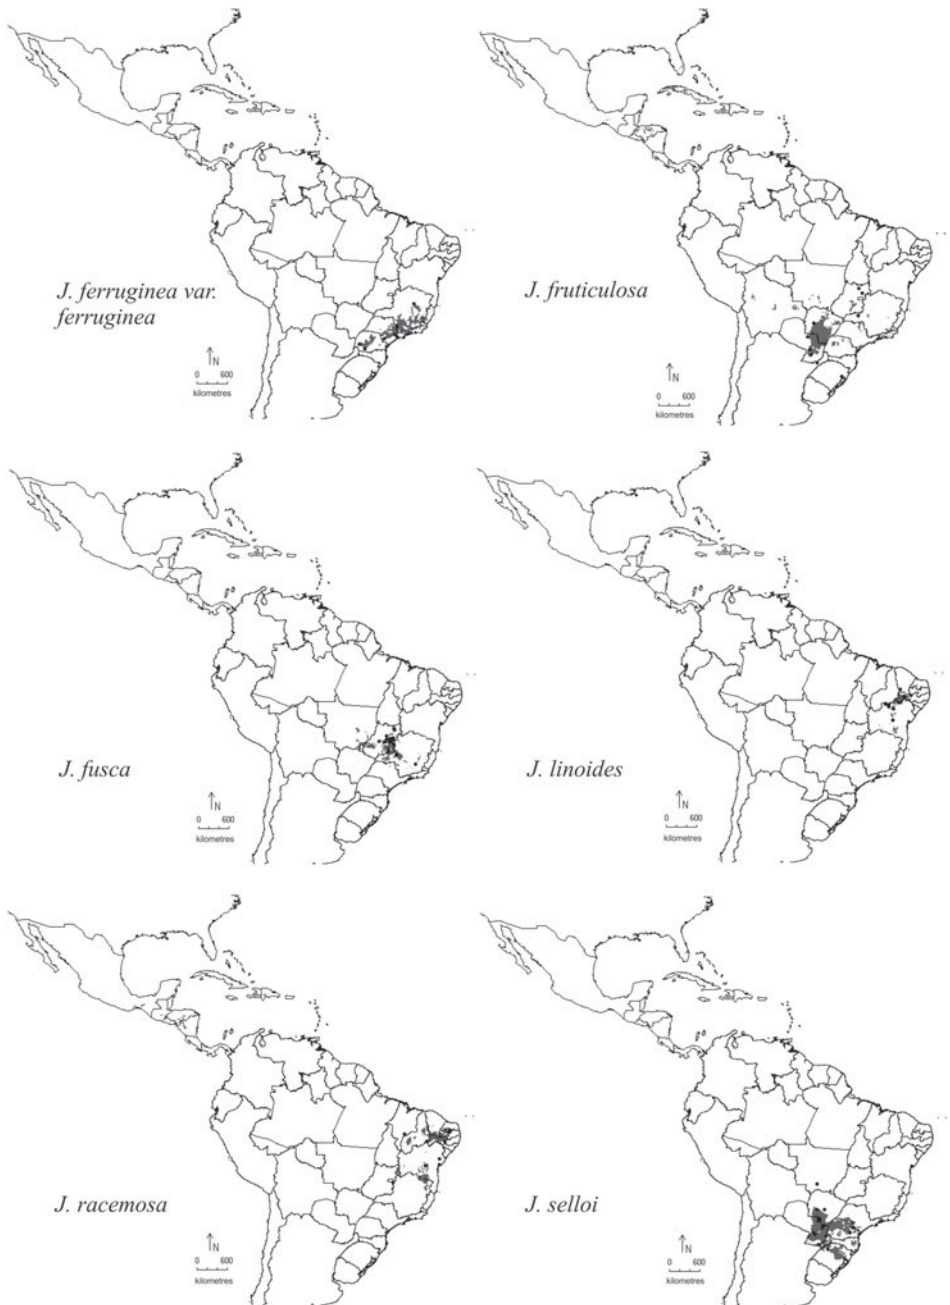 J. ferruginea var.
ferruginea
N
0 600
kilometres
J. fruticulosa
N
0 600
kilometres
J. fusca
N
0 600
kilometres
J. linoides
N
0 600
kilometres
J. racemosa
N
0 600
kilometres
J. selloi
N
0 600
kilometres